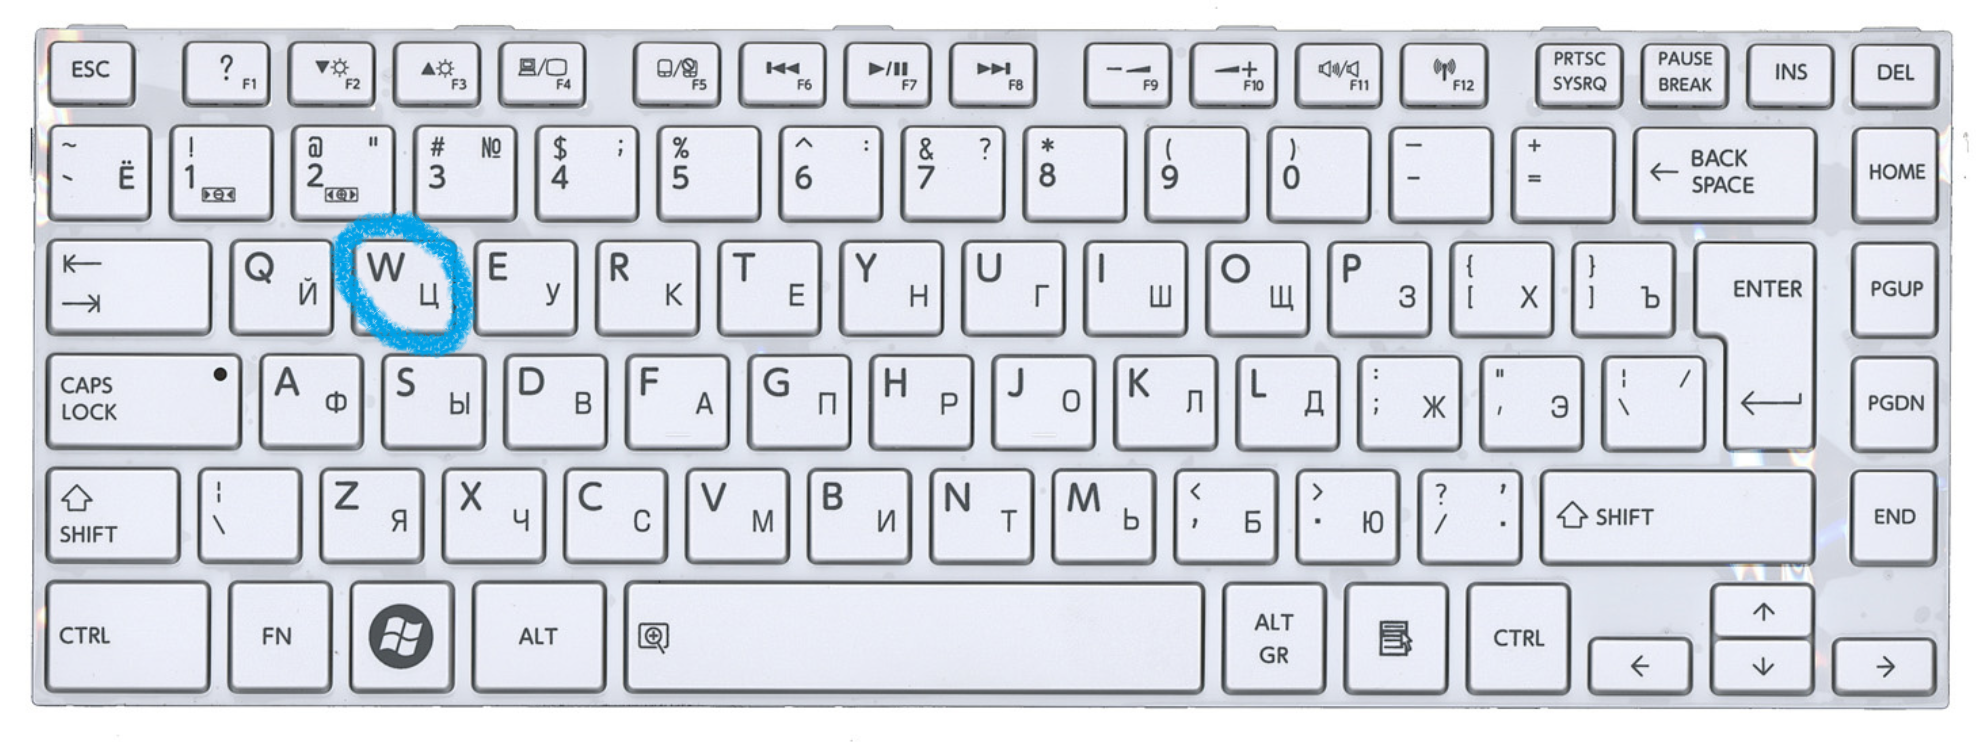 ESC ? F1 F2 F3 F4 F5 F6 F7 F8 F9 F10 F11 F12 PRTSC SYSRQ PAUSE BREAK INS DEL
~ ` Ё ! 1 @ " 2 # № 3 $ ; 4 % 5 ^ : 6 & ? 7 * 8 ( 9 ) 0 _ - + = ← BACK SPACE HOME
Q Й W Ц E У R К T Е Y Н U Г I Ш O Щ P З { [ Х } ] Ъ ENTER PGUP
CAPS LOCK A Ф S Ы D В F А G П H Р J О K Л L Д : ; Ж " ' Э ¦ / \ PGDN
SHIFT ¦ \ Z Я X Ч C С V М B И N Т M Ь < , Б > . Ю ? , / . SHIFT END
CTRL FN ALT ALT GR CTRL ← ↑ ↓ →